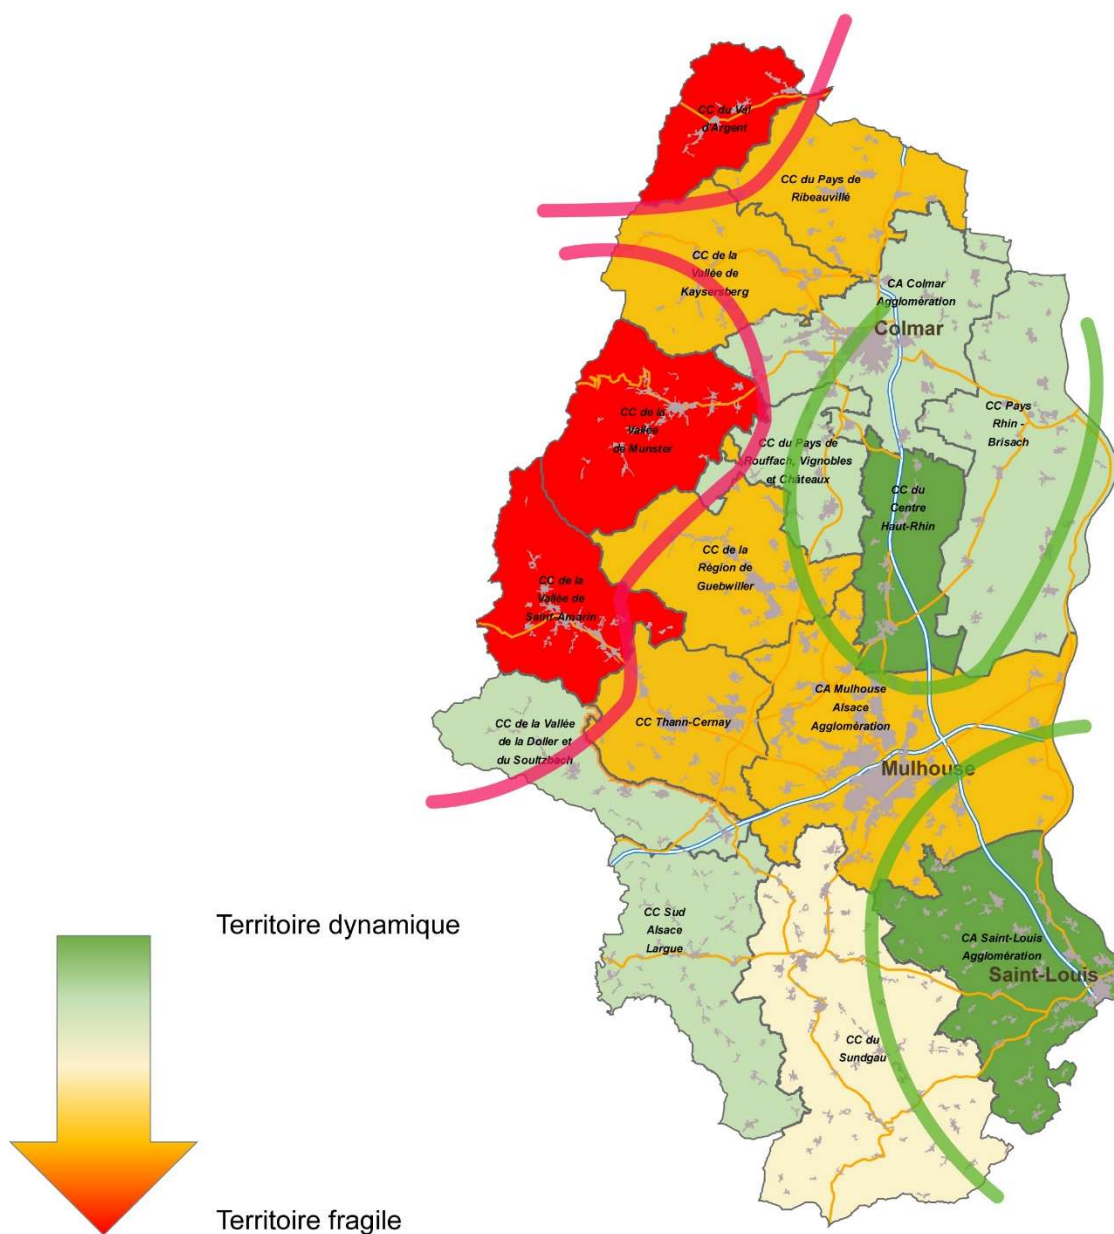 CC du Val
d'Argent
CC du Pays de
Ribeauvillé
CC de la
Vallée de
Kaysersberg
CA Colmar
Agglomération
Colmar
CC de la
Vallée
de Munster
CC du Pays de
Rouffach, Vignobles
et Châteaux
CC Pays
Rhin -
Brisach
CC du
Centre
Haut-Rhin
CC de la
Région de
Guebwiller
CC de la
Vallée de
Saint-Amarin
CC de la Vallée
de la Doller et
du Soultzbach
CC Thann-Cernay
CA Mulhouse
Alsace
Agglomération
Mulhouse
CC Sud
Alsace
Largue
CA Saint-Louis
Agglomération
Saint-Louis
CC du
Sundgau
Territoire dynamique
Territoire fragile